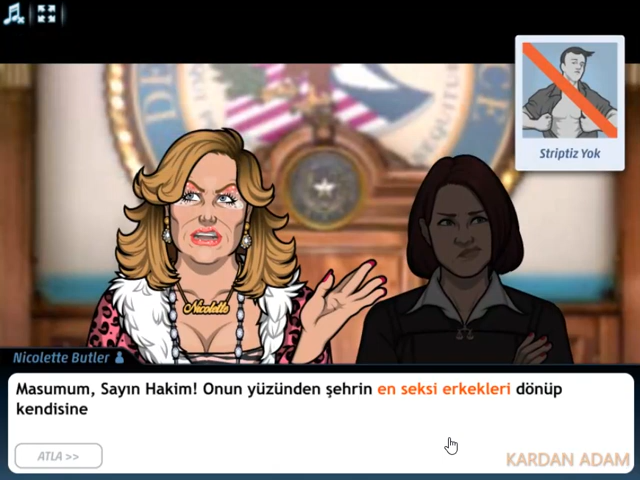 Striptiz Yok
Nicolette
Nicolette Butler
Masumum, Sayın Hakim! Onun yüzünden şehrin en seksi erkekleri dönüp
kendisine
ATLA >>
KARDAN ADAM